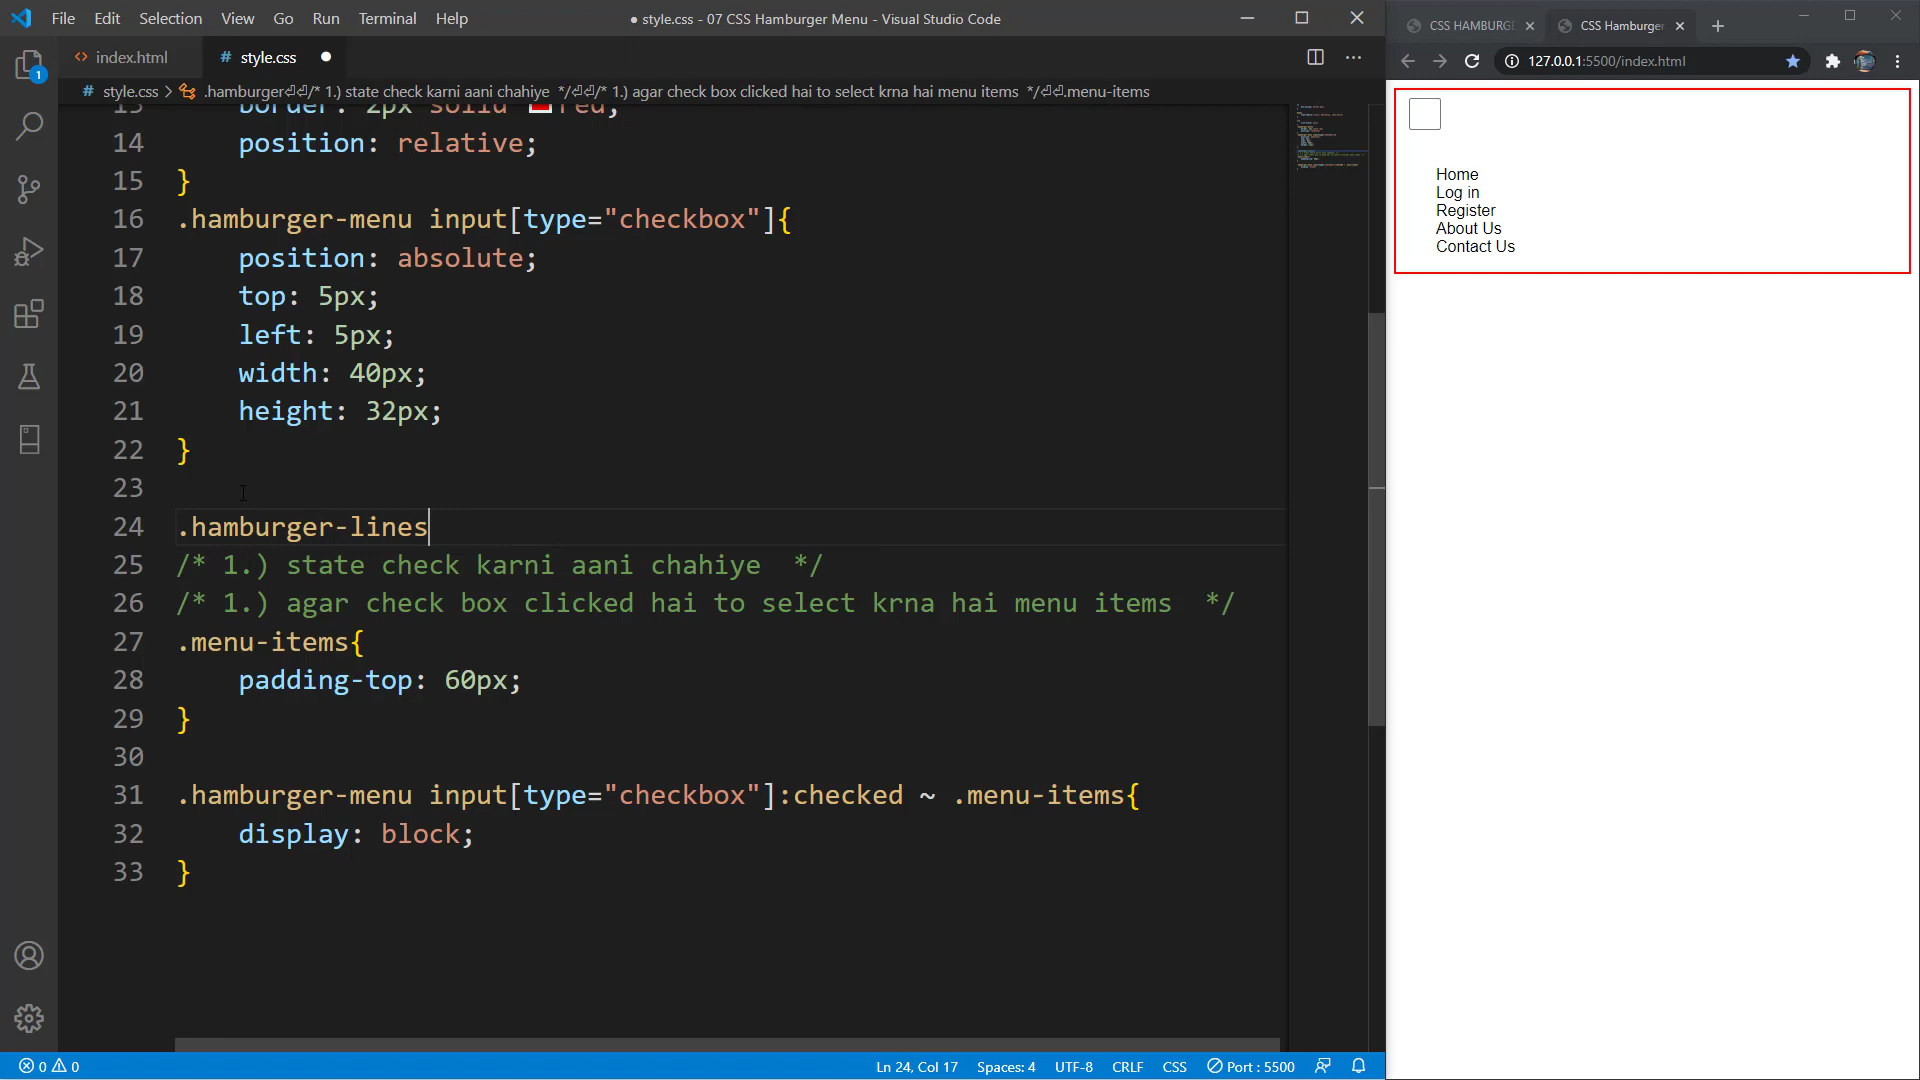 File Edit Selection View Go Run Terminal Help
● style.css - 07 CSS Hamburger Menu - Visual Studio Code
index.html
# style.css
# style.css > .hamburger⏎⏎/* 1.) state check karni aani chahiye */⏎⏎/* 1.) agar check box clicked hai to select krna hai menu items */⏎⏎.menu-items
13 border: 2px solid red;
14 position: relative;
15 }
16 .hamburger-menu input[type="checkbox"]{
17 position: absolute;
18 top: 5px;
19 left: 5px;
20 width: 40px;
21 height: 32px;
22 }
23
24 .hamburger-lines
25 /* 1.) state check karni aani chahiye */
26 /* 1.) agar check box clicked hai to select krna hai menu items */
27 .menu-items{
28 padding-top: 60px;
29 }
30
31 .hamburger-menu input[type="checkbox"]:checked ~ .menu-items{
32 display: block;
33 }
1
0 0
Ln 24, Col 17 Spaces: 4 UTF-8 CRLF CSS Port : 5500
CSS HAMBURGE
CSS Hamburger
127.0.0.1:5500/index.html
Home
Log in
Register
About Us
Contact Us